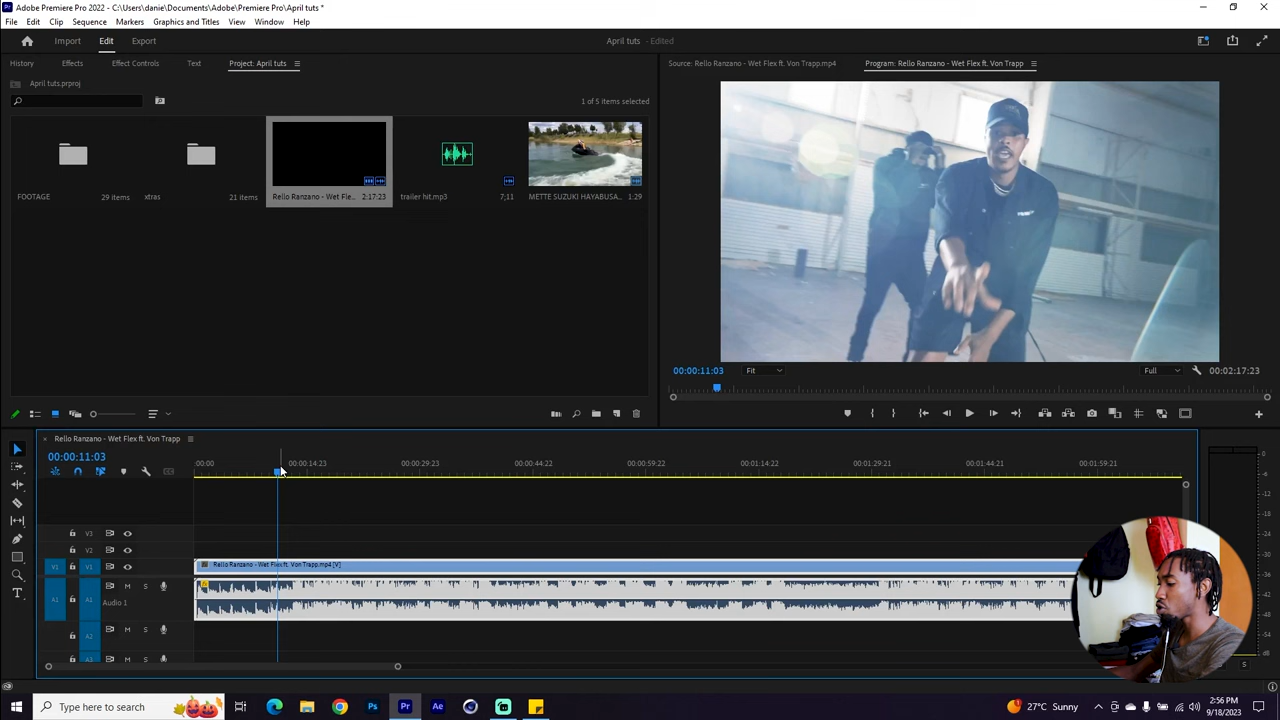 Adobe Premiere Pro 2022 - C:\Users\danie\Documents\Adobe\Premiere Pro\April tuts *
File Edit Clip Sequence Markers Graphics and Titles View Window Help
Import Edit Export
April tuts - Edited
History Effects Effect Controls Text Project: April tuts
Source: Rello Ranzano - Wet Flex ft. Von Trapp.mp4 Program: Rello Ranzano - Wet Flex ft. Von Trapp
April tuts.prproj
1 of 5 items selected
FOOTAGE 29 items xtras 21 items Rello Ranzano - Wet Fle... 2:17:23 trailer hit.mp3 7;11 METTE SUZUKI HAYABUSA... 1:29
00:00:11:03 Fit Full 00:02:17:23
Rello Ranzano - Wet Flex ft. Von Trapp
00:00:11:03
00:00 00:00:14:23 00:00:29:23 00:00:44:22 00:00:59:22 00:01:14:22 00:01:29:21 00:01:44:21 00:01:59:21
V3
V2
V1 V1 Rello Ranzano - Wet Flex ft. Von Trapp.mp4 [V]
A1 A1 M S
Audio 1
A2 M S
A3 M S
0
-6
-12
-18
-24
-30
dB
S
Type here to search
27°C Sunny
2:56 PM
9/18/2023